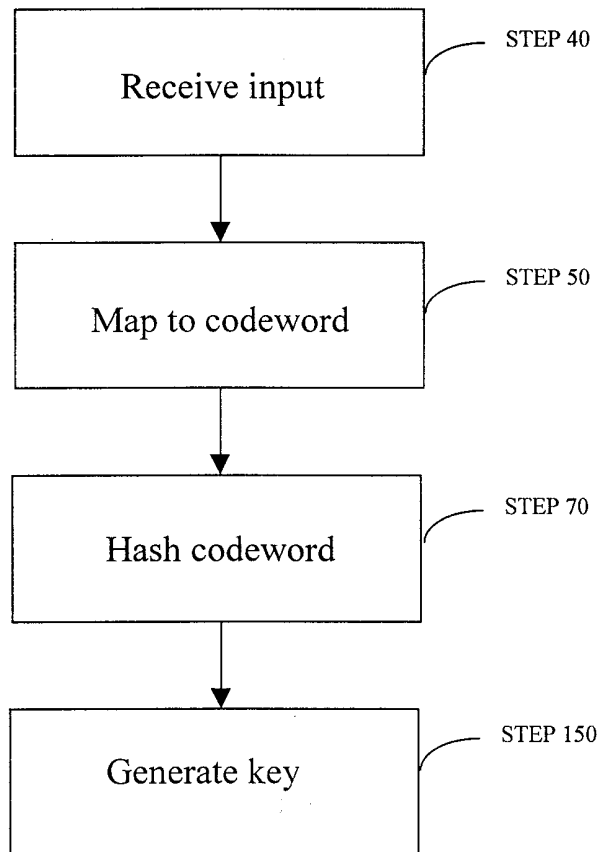 STEP 40
Receive input
STEP 50
Map to codeword
STEP 70
Hash codeword
STEP 150
Generate key